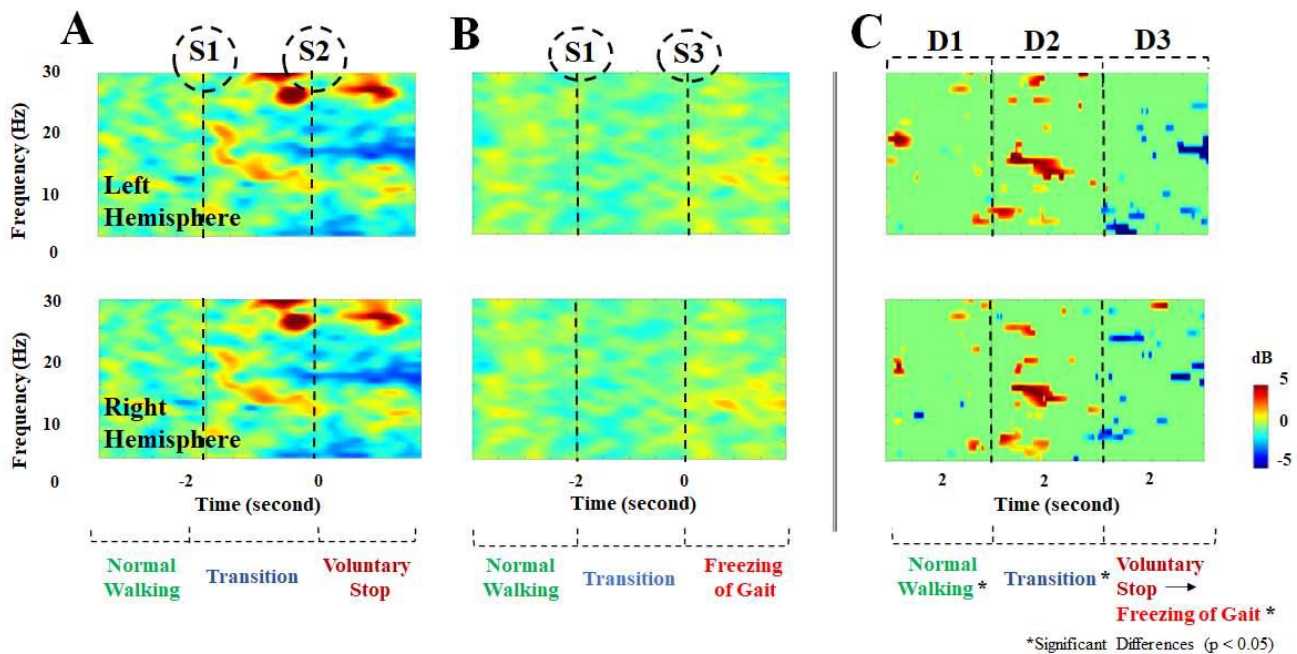 A
S1
S2
B
S1
S3
C
D1 D2 D3
30
20
10
0
Frequency (Hz)
Left
Hemisphere
30
20
10
0
Frequency (Hz)
Right
Hemisphere
-2 0
Time (second)
Normal
Walking
Transition
Voluntary
Stop
-2 0
Time (second)
Normal
Walking
Transition
Freezing
of Gait
2 2 2
Time (second)
Normal
Walking *
Transition *
Voluntary
Stop →
Freezing of Gait *
*Significant Differences (p < 0.05)
dB
5
0
-5